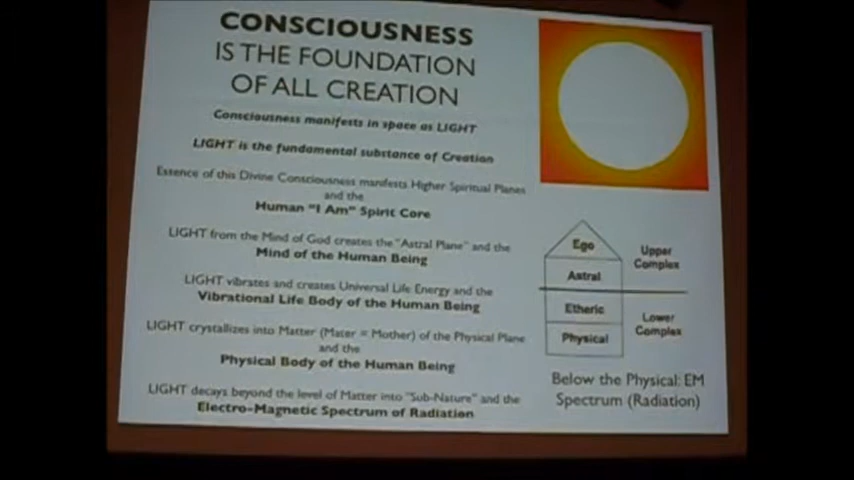 CONSCIOUSNESS
IS THE FOUNDATION
OF ALL CREATION
Consciousness manifests in space as LIGHT
LIGHT is the fundamental substance of Creation
Essence of this Divine Consciousness manifests Higher Spiritual Planes
and the
Human "I Am" Spirit Core
LIGHT from the Mind of God creates the "Astral Plane" and the
Mind of the Human Being
LIGHT vibrates and creates Universal Life Energy and the
Vibrational Life Body of the Human Being
LIGHT crystallizes into Matter (Mater = Mother) of the Physical Plane
and the
Physical Body of the Human Being
LIGHT decays beyond the level of Matter into "Sub-Nature" and the
Electro-Magnetic Spectrum of Radiation
Ego
Astral
Upper
Complex
Etheric
Physical
Lower
Complex
Below the Physical: EM
Spectrum (Radiation)